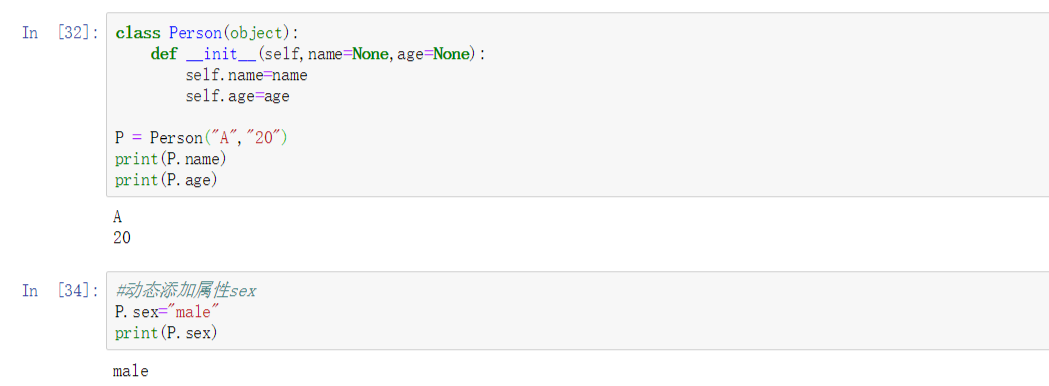 In [32]: class Person(object):
    def __init__(self,name=None,age=None):
        self.name=name
        self.age=age
P = Person("A","20")
print(P.name)
print(P.age)
A
20
In [34]: #动态添加属性sex
P.sex="male"
print(P.sex)
male